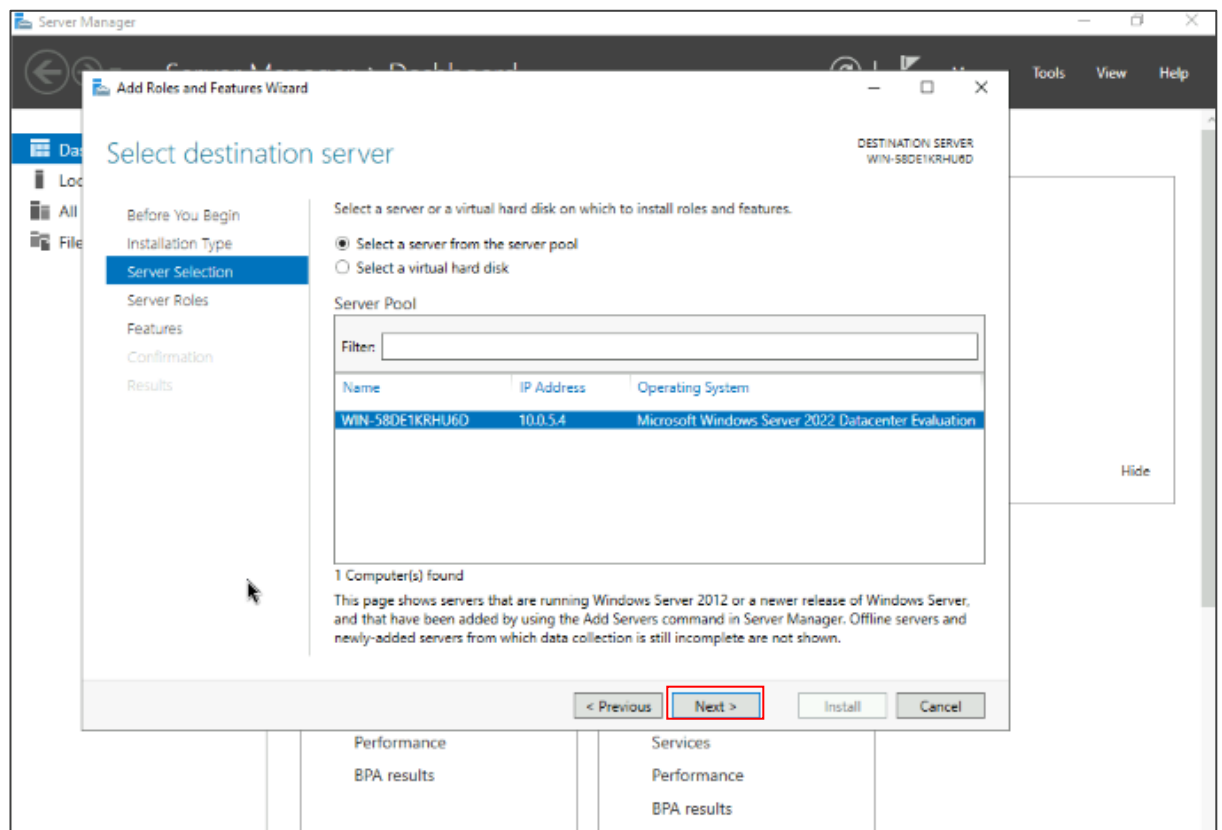 Server Manager
Tools View Help
Add Roles and Features Wizard
Select destination server
DESTINATION SERVER
WIN-58DE1KRHU6D
Das
Loc
All
File
Before You Begin
Installation Type
Server Selection
Server Roles
Features
Confirmation
Results
Select a server or a virtual hard disk on which to install roles and features.
Select a server from the server pool
Select a virtual hard disk
Server Pool
Filter:
Name IP Address Operating System
WIN-58DE1KRHU6D 10.0.5.4 Microsoft Windows Server 2022 Datacenter Evaluation
1 Computer(s) found
This page shows servers that are running Windows Server 2012 or a newer release of Windows Server,
and that have been added by using the Add Servers command in Server Manager. Offline servers and
newly-added servers from which data collection is still incomplete are not shown.
Hide
< Previous Next > Install Cancel
Performance
BPA results
Services
Performance
BPA results